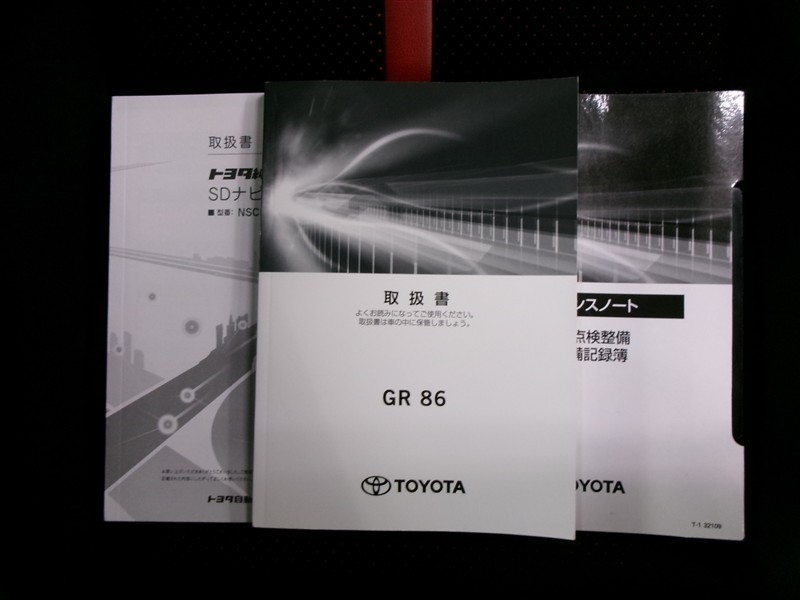 取扱書
トヨタ純
SDナビ
■ 型番: NSC
トヨタ自動
取扱書
よくお読みになってご使用ください。
取扱書は車の中に保管しましょう。
GR 86
TOYOTA
ンスノート
点検整備
備記録簿
OYOTA
T-1 32109